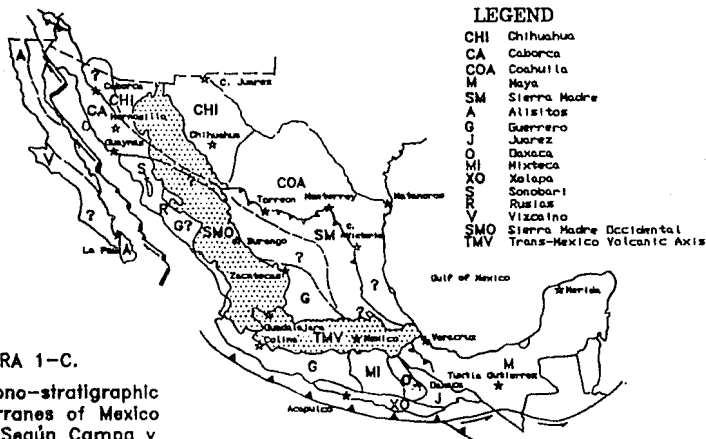 LEGEND
CHI Chihuahua
CA Caborca
COA Coahuila
M Maya
SM Sierra Madre
A Alisitos
G Guerrero
J Juarez
O Oaxaca
MI Mixteca
XO Xolapa
S Sonobari
R Rusias
V Vizcaino
SMO Sierra Madre Occidental
TMV Trans-Mexico Volcanic Axis
A
?
Caborca
C. Juarez
CA
CHI
CHI
Hermosillo
Chihuahua
Guaymas
V
S
?
COA
Torreon
Monterrey
Matamoros
R
G?
SMO
Durango
SM
C. Victoria
?
La Paz
A
Zacatecas
?
?
Gulf of Mexico
Merida
G
?
?
Guadalajara
Colima
TMV
Mexico
Veracruz
G
MI
O
Oaxaca
M
Tuxtla Gutierrez
Acapulco
XO
J
RA 1-C.
ono-stratigraphic
rranes of Mexico
Según Campa y